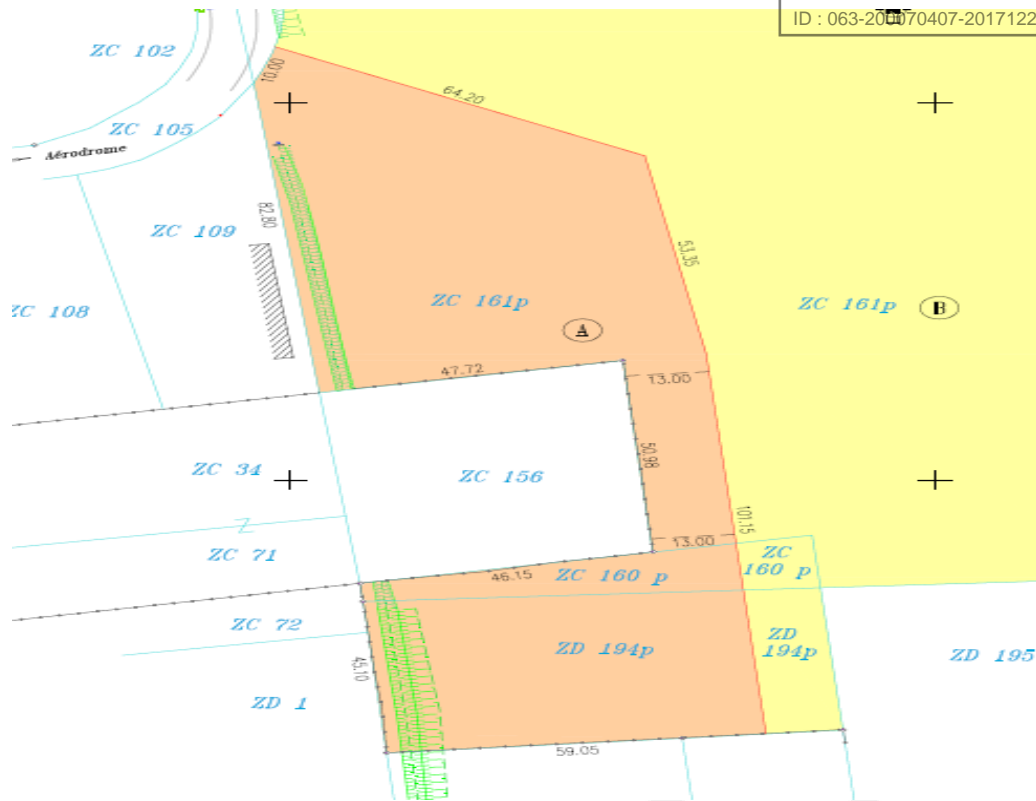 ID : 063-200070407-2017122
ZC 102
10.00
64.20
ZC 105
Aérodrome
82.80
ZC 109
53.35
ZC 161p
ZC 161p
B
ZC 108
A
47.72
13.00
50.98
ZC 34
ZC 156
101.15
13.00
ZC 71
46.15
ZC 160 p
ZC
160 p
ZC 72
ZD 194p
ZD
194p
ZD 195
45.10
ZD 1
59.05